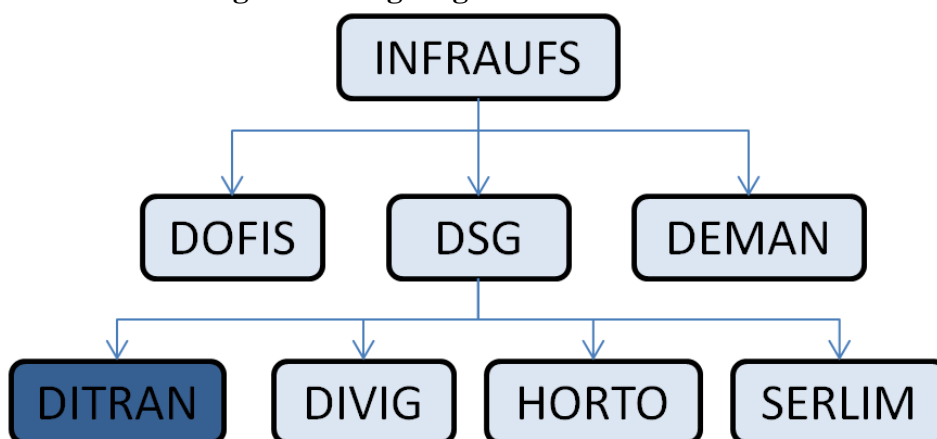 INFRAUFS
DOFIS DSG DEMAN
DITRAN DIVIG HORTO SERLIM